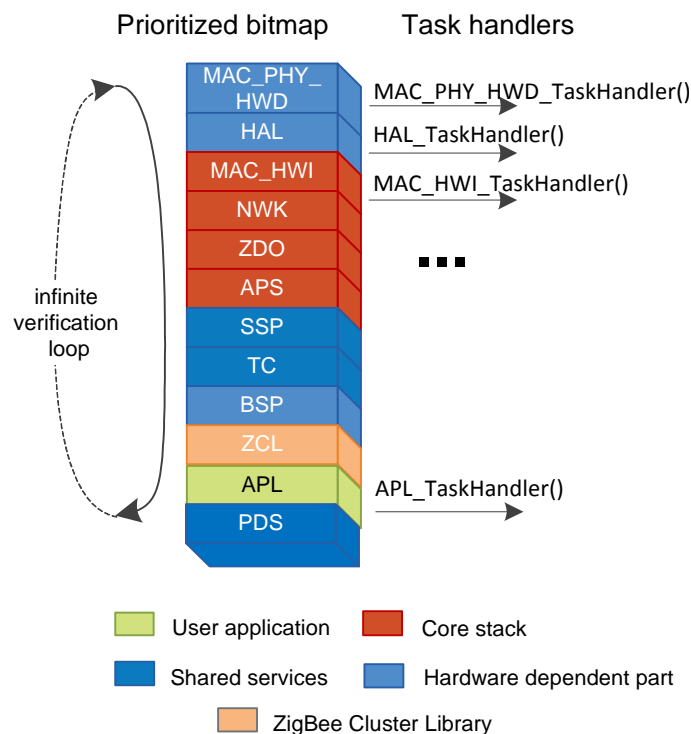 Prioritized bitmap
Task handlers
MAC_PHY_
HWD
MAC_PHY_HWD_TaskHandler()
HAL
HAL_TaskHandler()
MAC_HWI
MAC_HWI_TaskHandler()
NWK
ZDO
...
APS
infinite
verification
loop
SSP
TC
BSP
ZCL
APL
APL_TaskHandler()
PDS
User application
Core stack
Shared services
Hardware dependent part
ZigBee Cluster Library